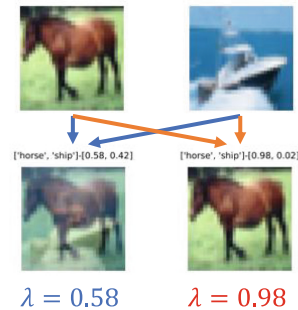 ['horse', 'ship']-[0.58, 0.42]
['horse', 'ship']-[0.98, 0.02]
λ = 0.58
λ = 0.98